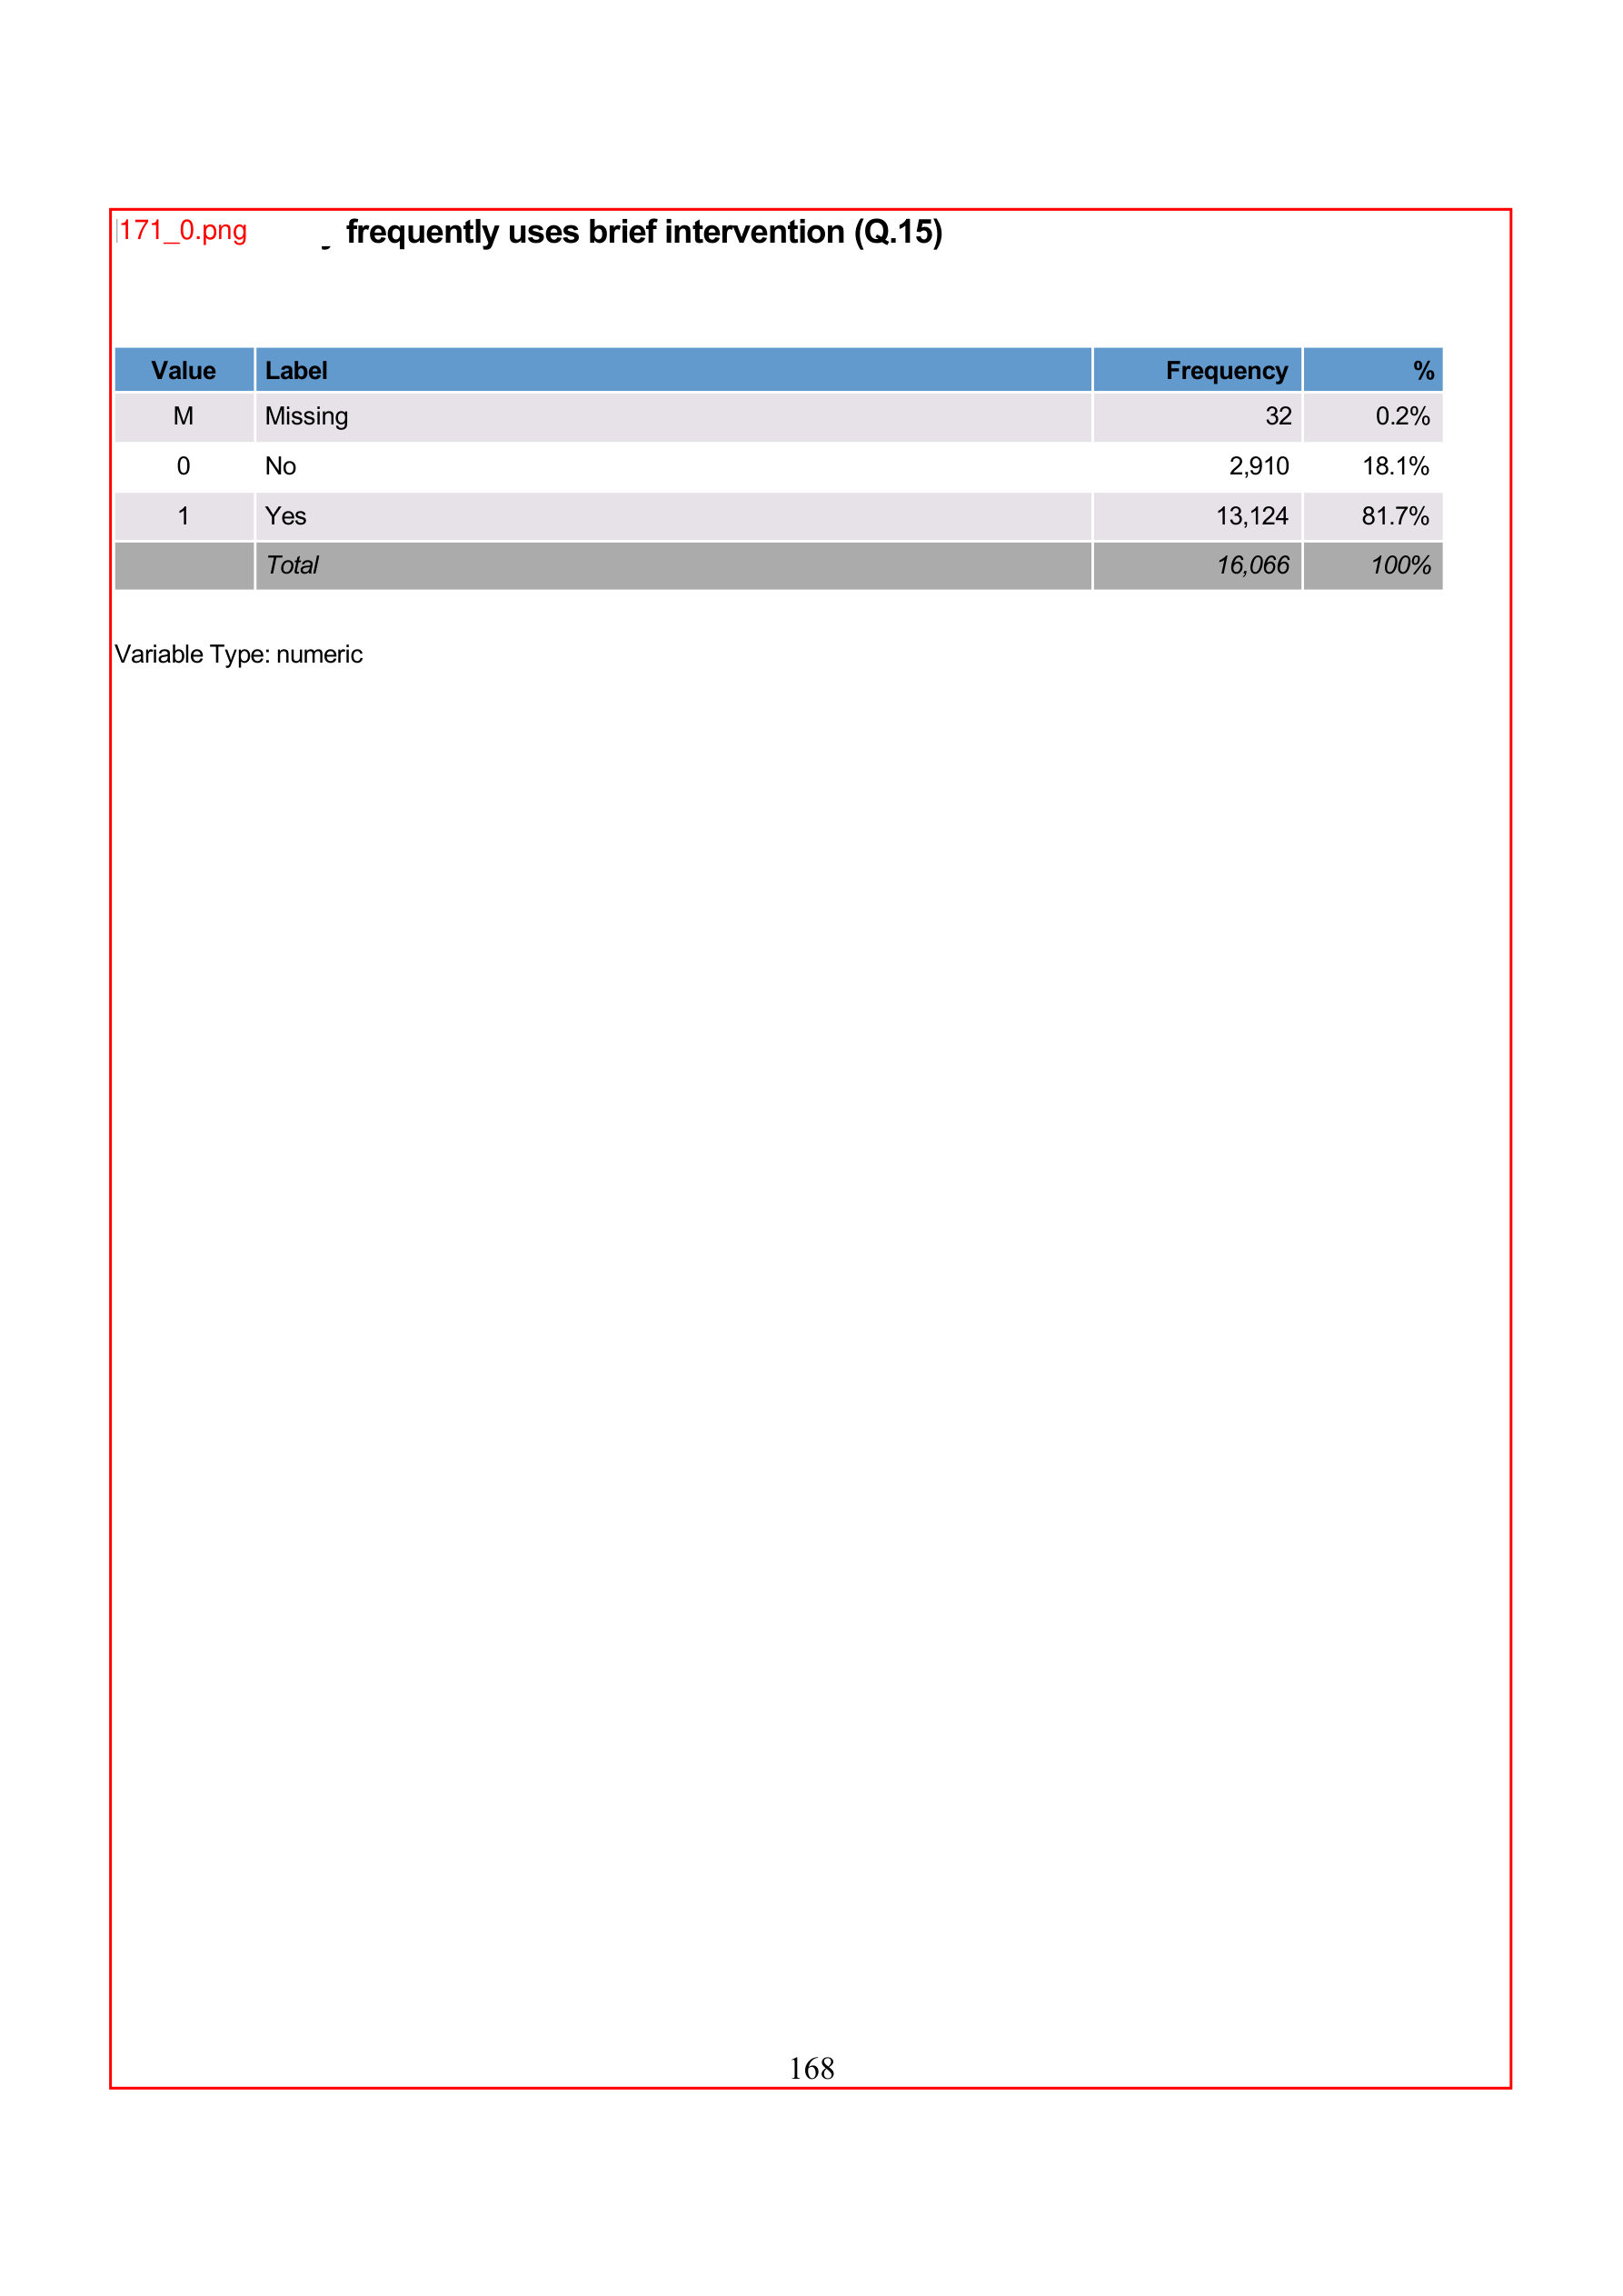 171_0.png frequently uses brief intervention (Q.15)
Value Label Frequency %
M Missing 32 0.2%
0 No 2,910 18.1%
1 Yes 13,124 81.7%
Total 16,066 100%
Variable Type: numeric
168